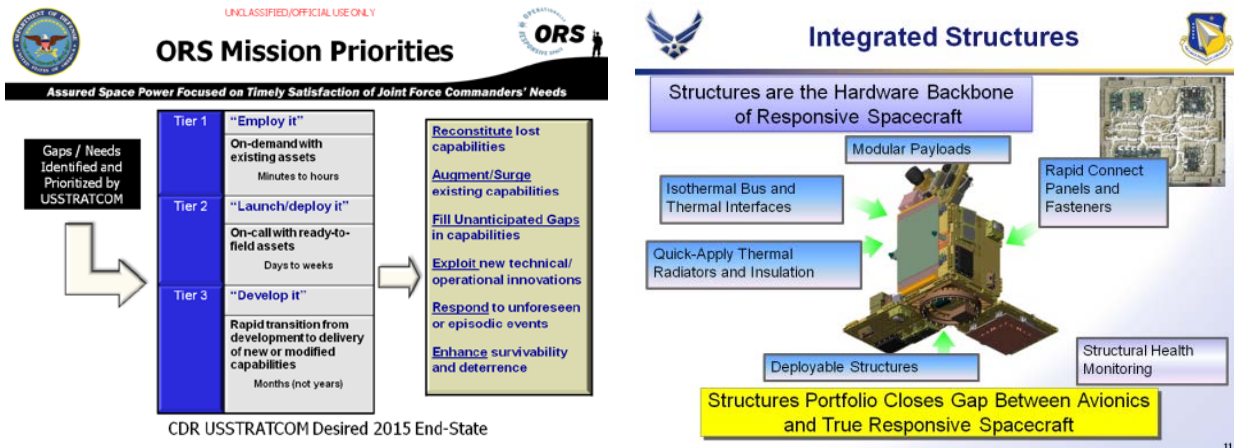 UNCLASSIFIED/OFFICIAL USE ONLY
ORS Mission Priorities
ORS
Assured Space Power Focused on Timely Satisfaction of Joint Force Commanders' Needs
Gaps / Needs
Identified and
Prioritized by
USSTRATCOM
Tier 1
"Employ it"
On-demand with
existing assets
Minutes to hours
Tier 2
"Launch/deploy it"
On-call with ready-to-
field assets
Days to weeks
Tier 3
"Develop it"
Rapid transition from
development to delivery
of new or modified
capabilities
Months (not years)
Reconstitute lost
capabilities
Augment/Surge
existing capabilities
Fill Unanticipated Gaps
in capabilities
Exploit new technical/
operational innovations
Respond to unforeseen
or episodic events
Enhance survivability
and deterrence
CDR USSTRATCOM Desired 2015 End-State
Integrated Structures
Structures are the Hardware Backbone
of Responsive Spacecraft
Modular Payloads
Isothermal Bus and
Thermal Interfaces
Rapid Connect
Panels and
Fasteners
Quick-Apply Thermal
Radiators and Insulation
Deployable Structures
Structural Health
Monitoring
Structures Portfolio Closes Gap Between Avionics
and True Responsive Spacecraft